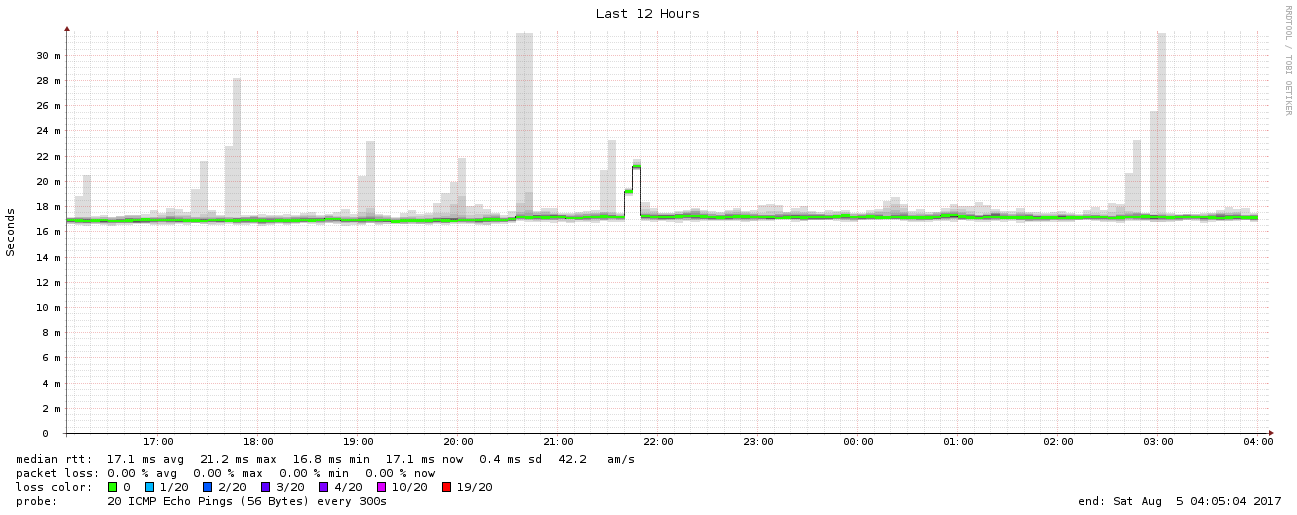 Last 12 Hours
RRDTOOL / TOBI OETIKER
Seconds
30 m
28 m
26 m
24 m
22 m
20 m
18 m
16 m
14 m
12 m
10 m
8 m
6 m
4 m
2 m
0
17:00 18:00 19:00 20:00 21:00 22:00 23:00 00:00 01:00 02:00 03:00 04:00
median rtt: 17.1 ms avg 21.2 ms max 16.8 ms min 17.1 ms now 0.4 ms sd 42.2 am/s
packet loss: 0.00 % avg 0.00 % max 0.00 % min 0.00 % now
loss color: 0 1/20 2/20 3/20 4/20 10/20 19/20
probe: 20 ICMP Echo Pings (56 Bytes) every 300s end: Sat Aug 5 04:05:04 2017